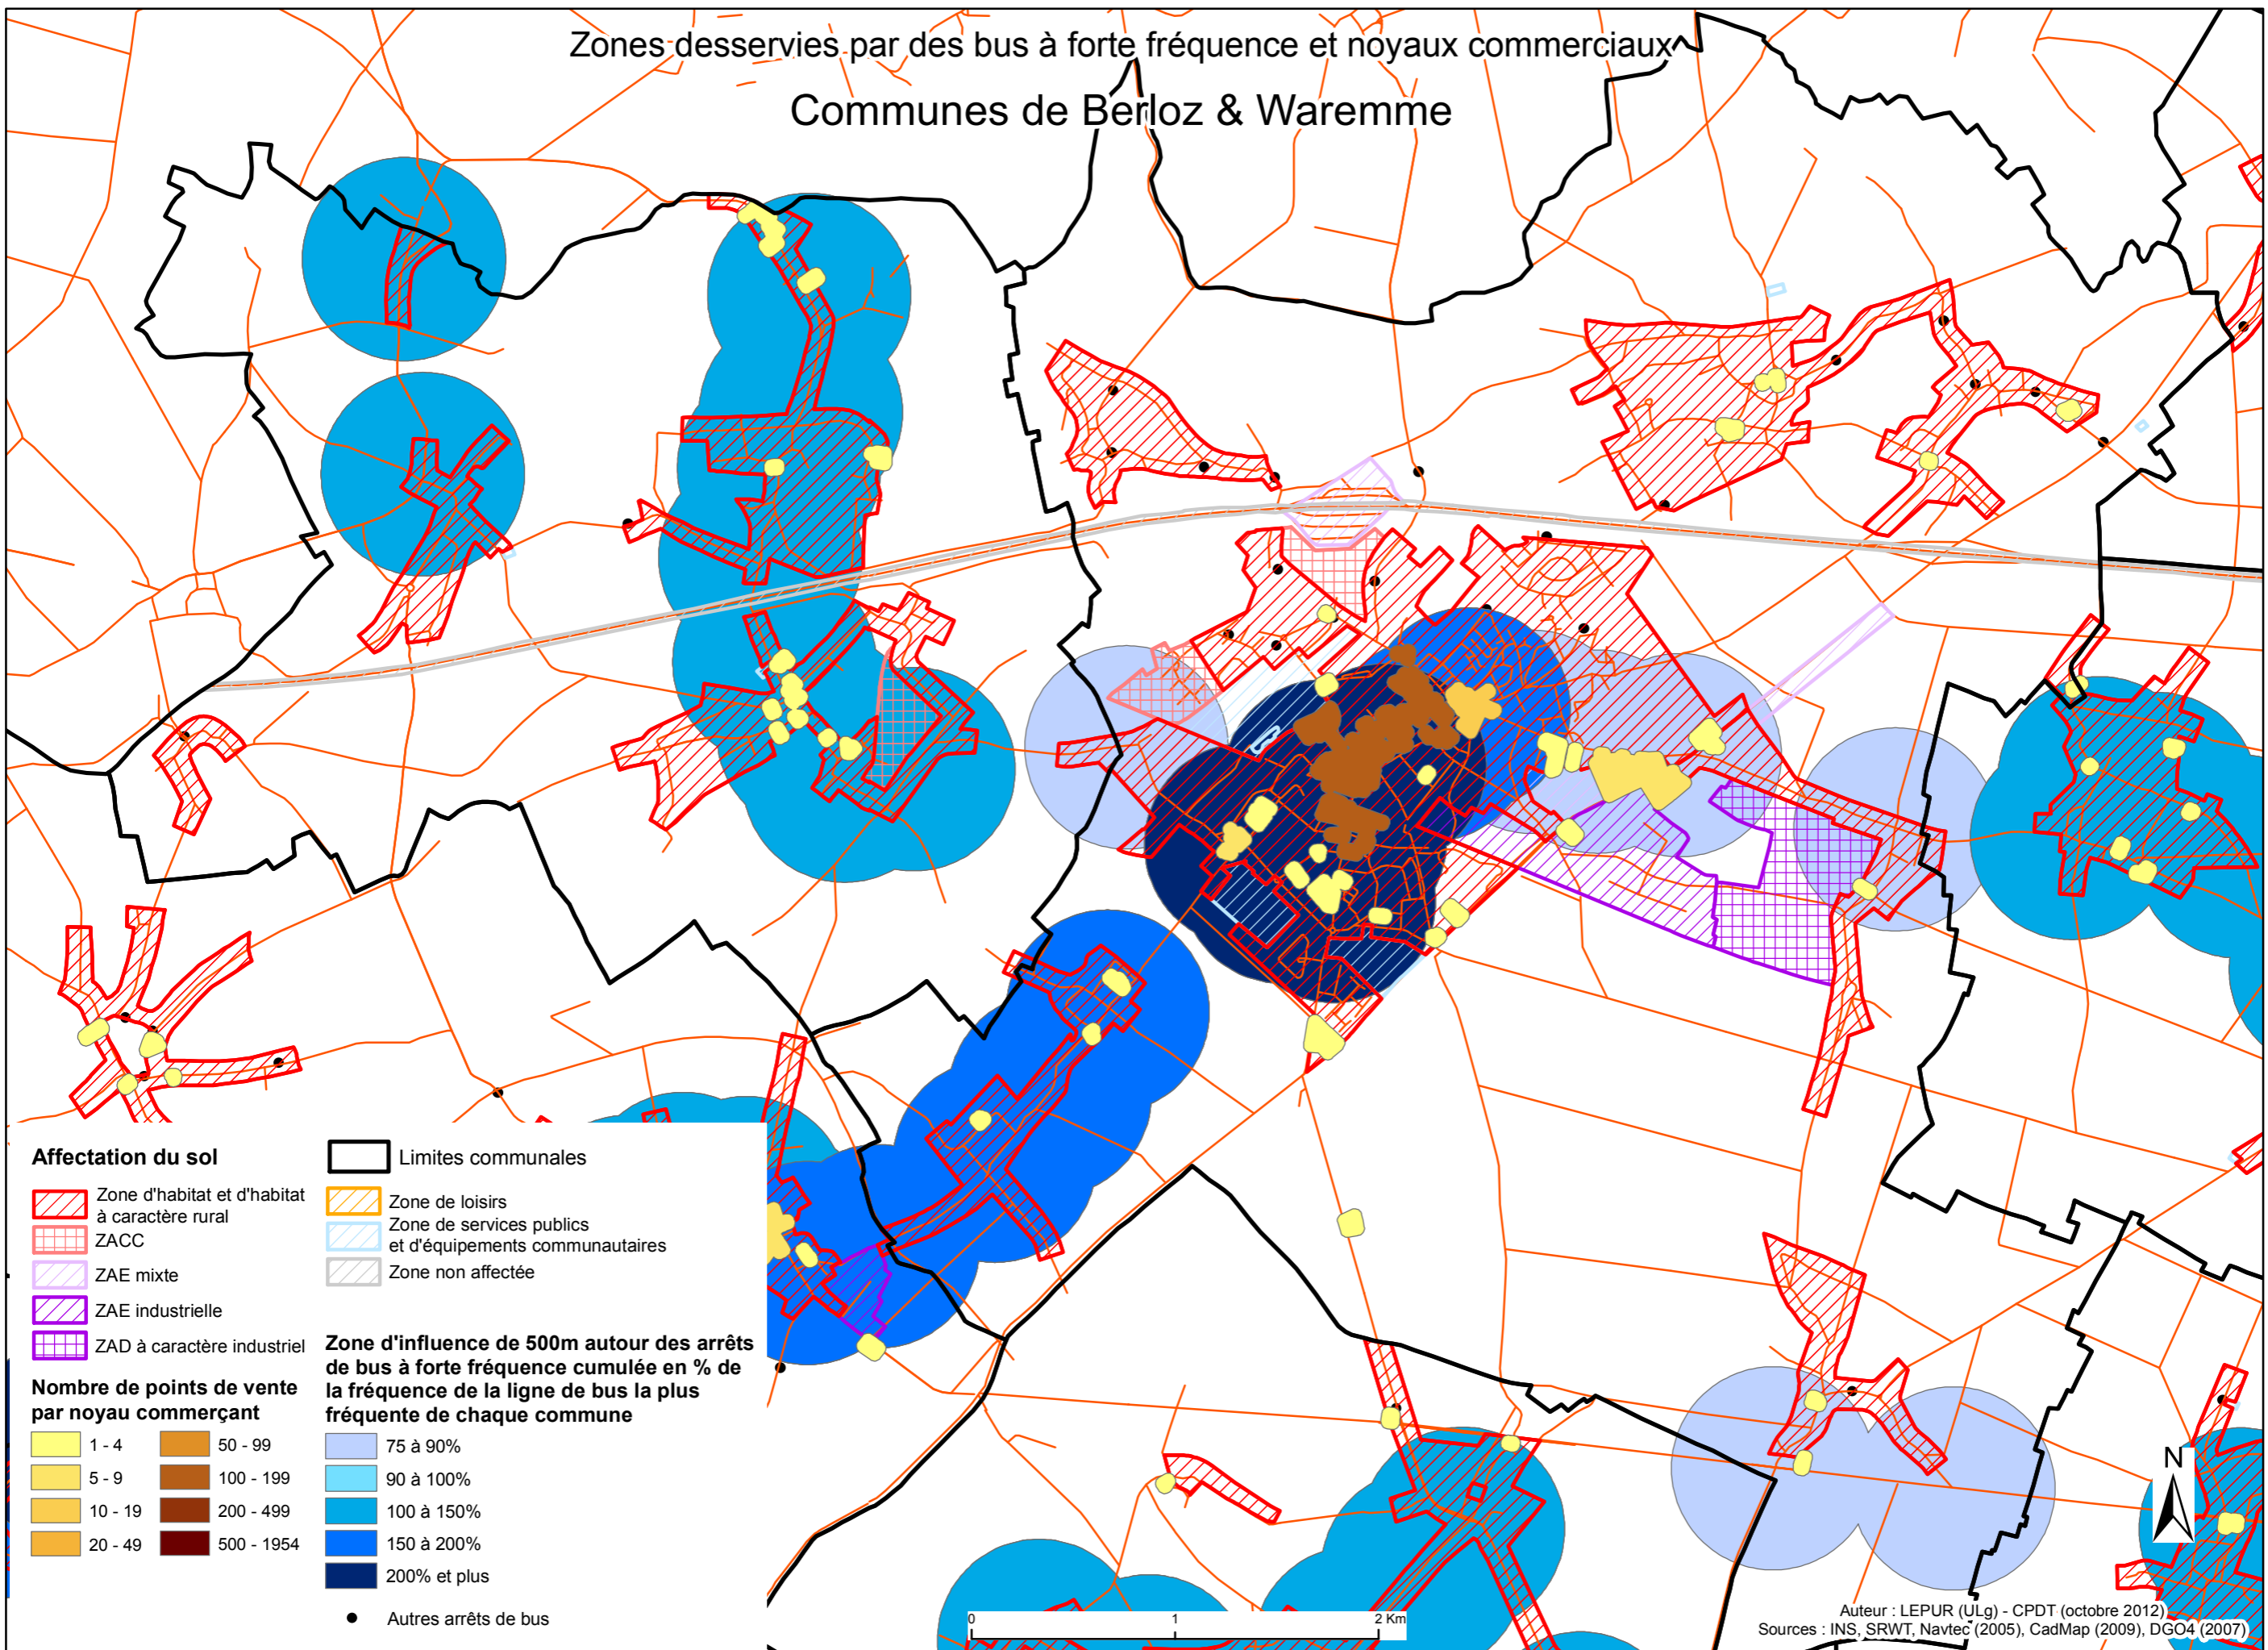 Zones desservies par des bus à forte fréquence et noyaux commerciaux
Communes de Berloz & Waremme
Affectation du sol
Zone d'habitat et d'habitat
à caractère rural
ZACC
ZAE mixte
ZAE industrielle
ZAD à caractère industriel
Nombre de points de vente
par noyau commerçant
1 - 4
5 - 9
10 - 19
20 - 49
50 - 99
100 - 199
200 - 499
500 - 1954
Limites communales
Zone de loisirs
Zone de services publics
et d'équipements communautaires
Zone non affectée
Zone d'influence de 500m autour des arrêts
de bus à forte fréquence cumulée en % de
la fréquence de la ligne de bus la plus
fréquente de chaque commune
75 à 90%
90 à 100%
100 à 150%
150 à 200%
200% et plus
Autres arrêts de bus
0 1 2 Km
N
Auteur : LEPUR (ULg) - CPDT (octobre 2012)
Sources : INS, SRWT, Navtec (2005), CadMap (2009), DGO4 (2007)